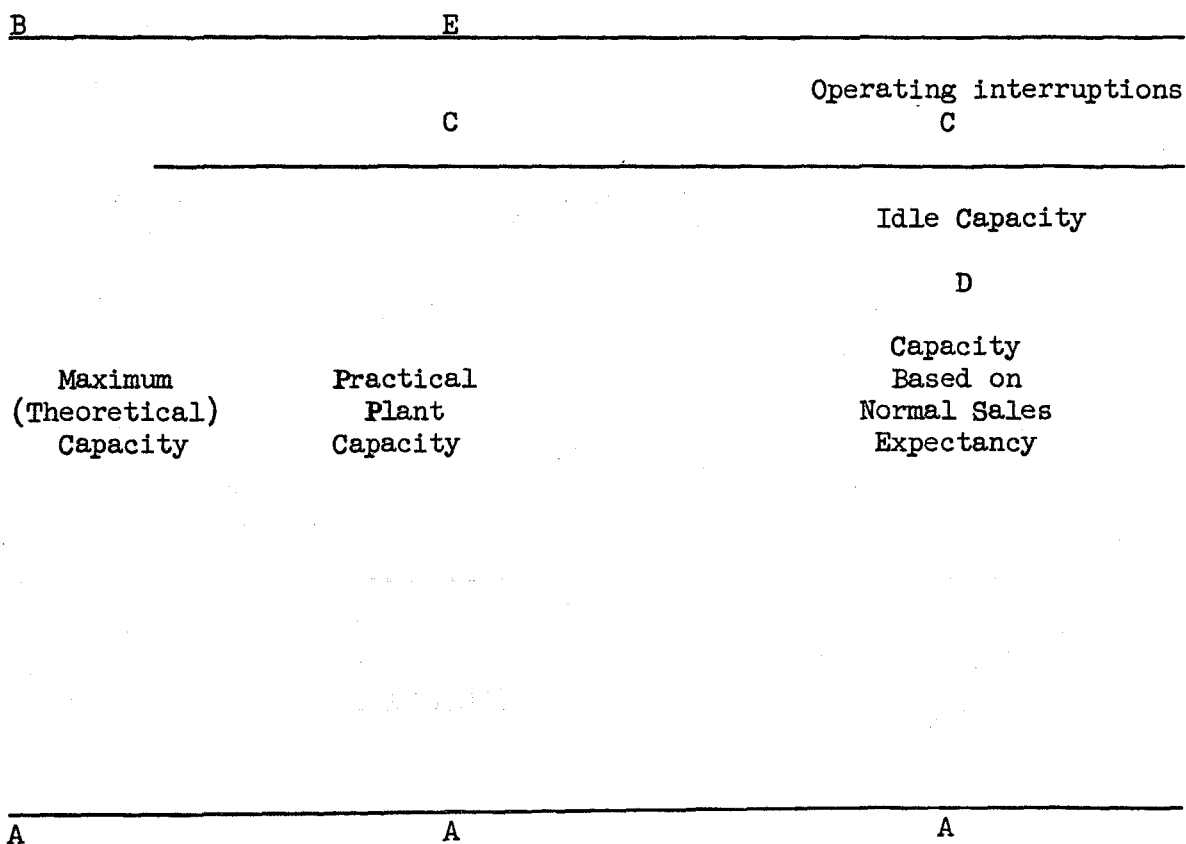 B E
Operating interruptions
C C
Idle Capacity
D
Maximum
(Theoretical)
Capacity
Practical
Plant
Capacity
Capacity
Based on
Normal Sales
Expectancy
A A A